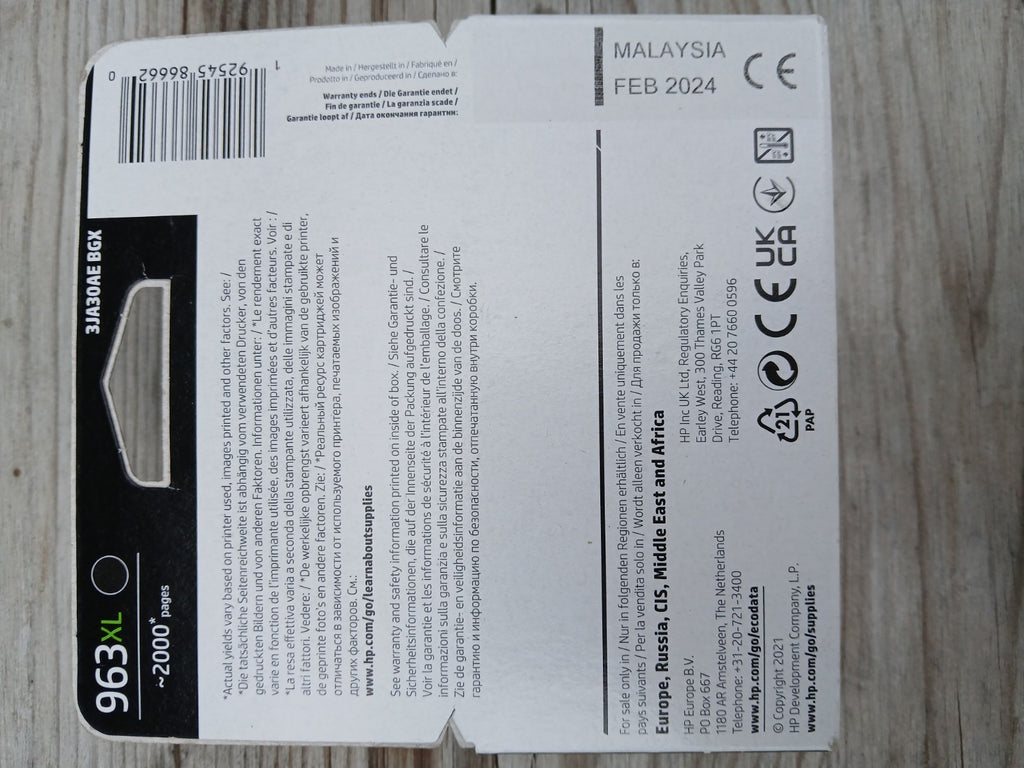 963XL
~2000* pages
3JA30AE BGX
1 92545 86662 0
*Actual yields vary based on printer used, images printed and other factors. See: /
*Die tatsächliche Seitenreichweite ist abhängig vom verwendeten Drucker, von den
gedruckten Bildern und von anderen Faktoren. Informationen unter: / *Le rendement exact
varie en fonction de l'imprimante utilisée, des images imprimées et d'autres facteurs. Voir : /
*La resa effettiva varia a seconda della stampante utilizzata, delle immagini stampate e di
altri fattori. Vedere: / *De werkelijke opbrengst varieert afhankelijk van de gebruikte printer,
de geprinte foto's en andere factoren. Zie: / *Реальный ресурс картриджей может
отличаться в зависимости от используемого принтера, печатаемых изображений и
других факторов. См.:
www.hp.com/go/learnaboutsupplies
See warranty and safety information printed on inside of box. / Siehe Garantie- und
Sicherheitsinformationen, die auf der Innenseite der Packung aufgedruckt sind. /
Voir la garantie et les informations de sécurité à l'intérieur de l'emballage. / Consultare le
informazioni sulla garanzia e sulla sicurezza stampate all'interno della confezione. /
Zie de garantie- en veiligheidsinformatie aan de binnenzijde van de doos. / Смотрите
гарантию и информацию по безопасности, отпечатанную внутри коробки.
Made in / Hergestellt in / Fabriqué en /
Prodotto in / Geproduceerd in / Сделано в:
Warranty ends / Die Garantie endet /
Fin de garantie / La garanzia scade /
Garantie loopt af / Дата окончания гарантии:
MALAYSIA
FEB 2024
CE
For sale only in / Nur in folgenden Regionen erhältlich / En vente uniquement dans les
pays suivants / Per la vendita solo in / Wordt alleen verkocht in / Для продажи только в:
Europe, Russia, CIS, Middle East and Africa
HP Europe B.V.
PO Box 667
1180 AR Amstelveen, The Netherlands
Telephone: +31-20-721-3400
www.hp.com/go/ecodata
© Copyright 2021
HP Development Company, L.P.
www.hp.com/go/supplies
HP Inc UK Ltd, Regulatory Enquiries,
Earley West, 300 Thames Valley Park
Drive, Reading, RG6 1PT
Telephone: +44 20 7660 0596
21
PAP
CE
UK
CA